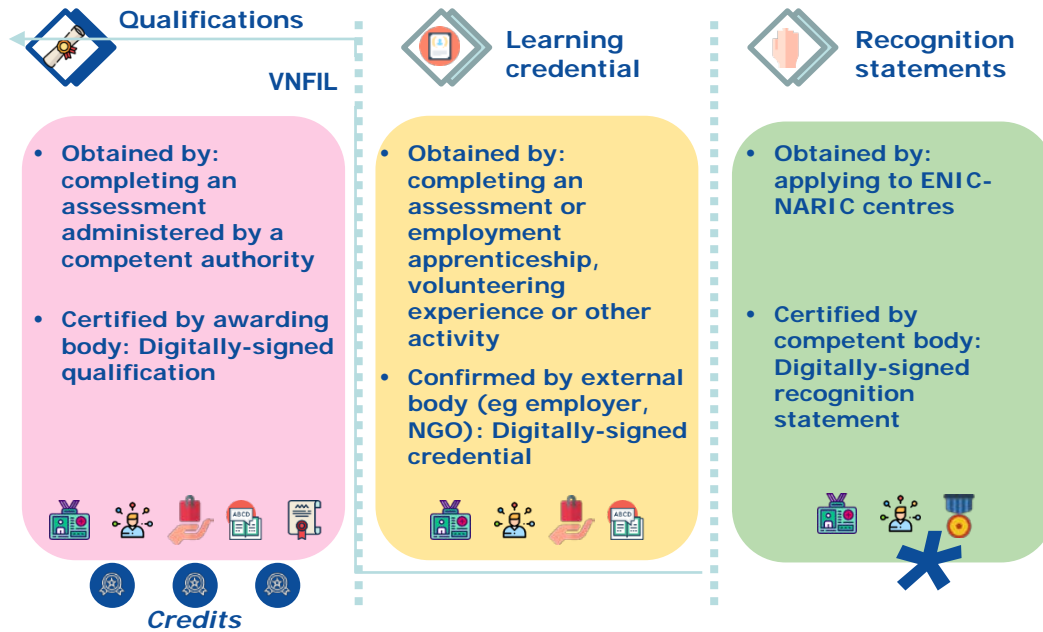 Qualifications
VNFIL
• Obtained by:
completing an
assessment
administered by a
competent authority
• Certified by awarding
body: Digitally-signed
qualification
Credits
Learning
credential
• Obtained by:
completing an
assessment or
employment
apprenticeship,
volunteering
experience or other
activity
• Confirmed by external
body (eg employer,
NGO): Digitally-signed
credential
Recognition
statements
• Obtained by:
applying to ENIC-
NARIC centres
• Certified by
competent body:
Digitally-signed
recognition
statement
*
ABCD
ABCD